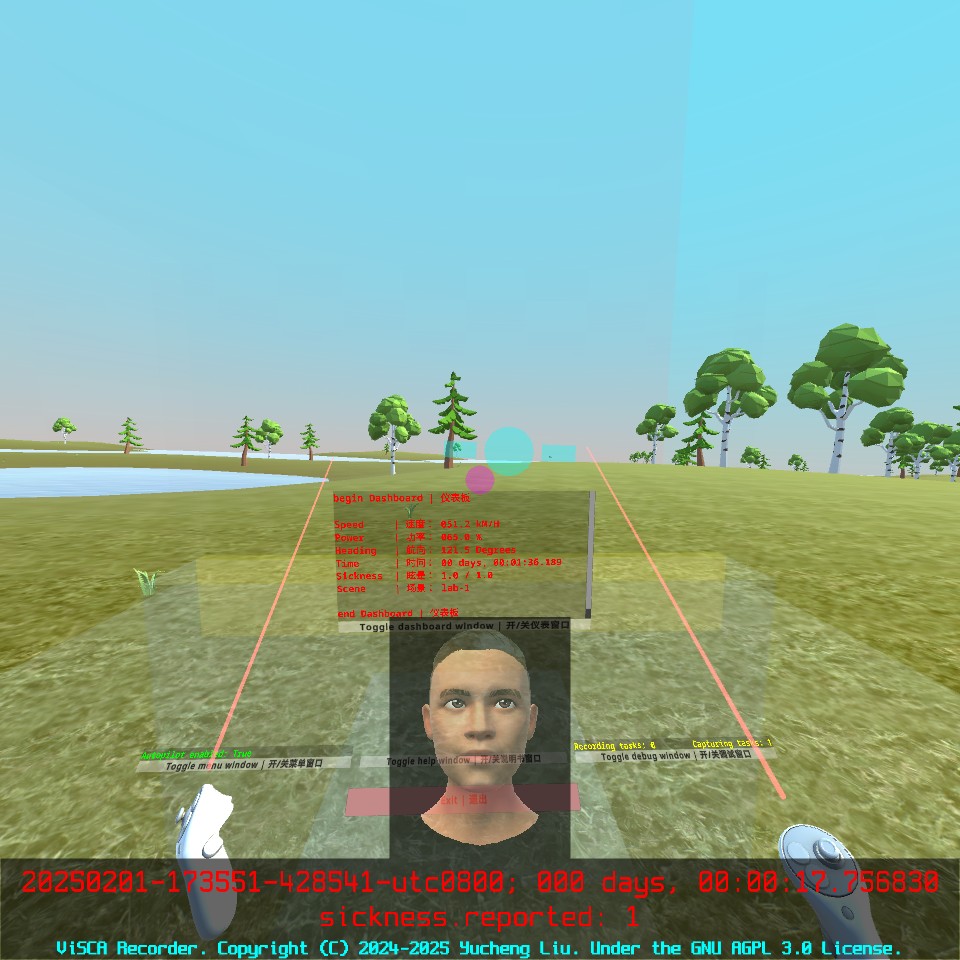 begin Dashboard | 仪表板
Speed | 速度： 051.2 kM/H
Power | 功率： 065.0 %
Heading | 航向： 121.5 Degrees
Time | 时间： 00 days, 00:01:36.189
Sickness | 眩晕： 1.0 / 1.0
Scene | 场景： lab-1
end Dashboard | 仪表板
Toggle dashboard window | 开/关仪表窗口
Autopilot enabled: True
Recording tasks: 0 Capturing tasks: 1
Toggle menu window | 开/关菜单窗口
Toggle help window | 开/关说明书窗口
Toggle debug window | 开/关调试窗口
Exit | 退出
20250201-173551-428541-utc0800; 000 days, 00:00:17.756830
sickness.reported: 1
ViSCA Recorder. Copyright (C) 2024-2025 Yucheng Liu. Under the GNU AGPL 3.0 License.